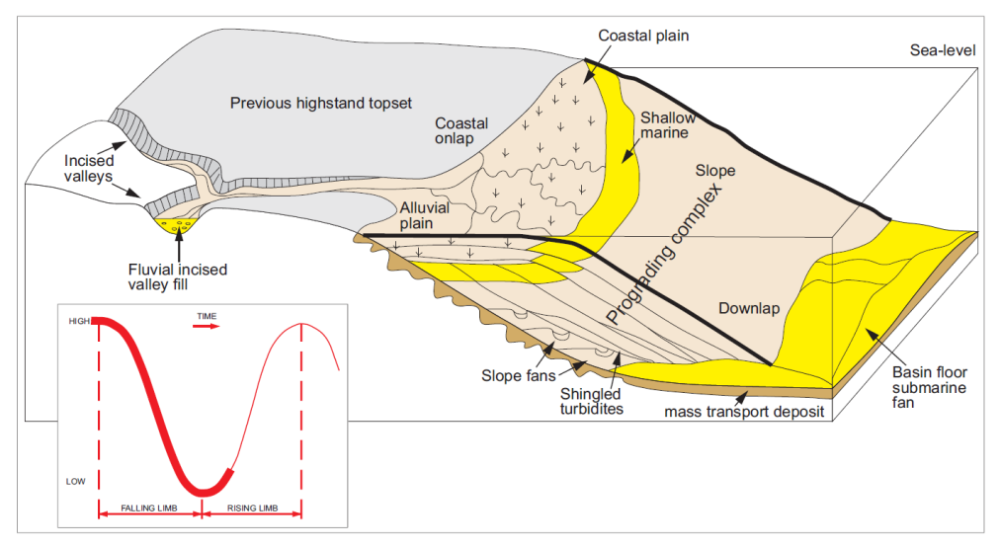 Coastal plain
Sea-level
Previous highstand topset
Coastal
onlap
Shallow
marine
Incised
valleys
Slope
Alluvial
plain
Prograding complex
Fluvial incised
valley fill
Downlap
Slope fans
Shingled
turbidites
mass transport deposit
Basin floor
submarine
fan
HIGH
TIME
LOW
FALLING LIMB
RISING LIMB